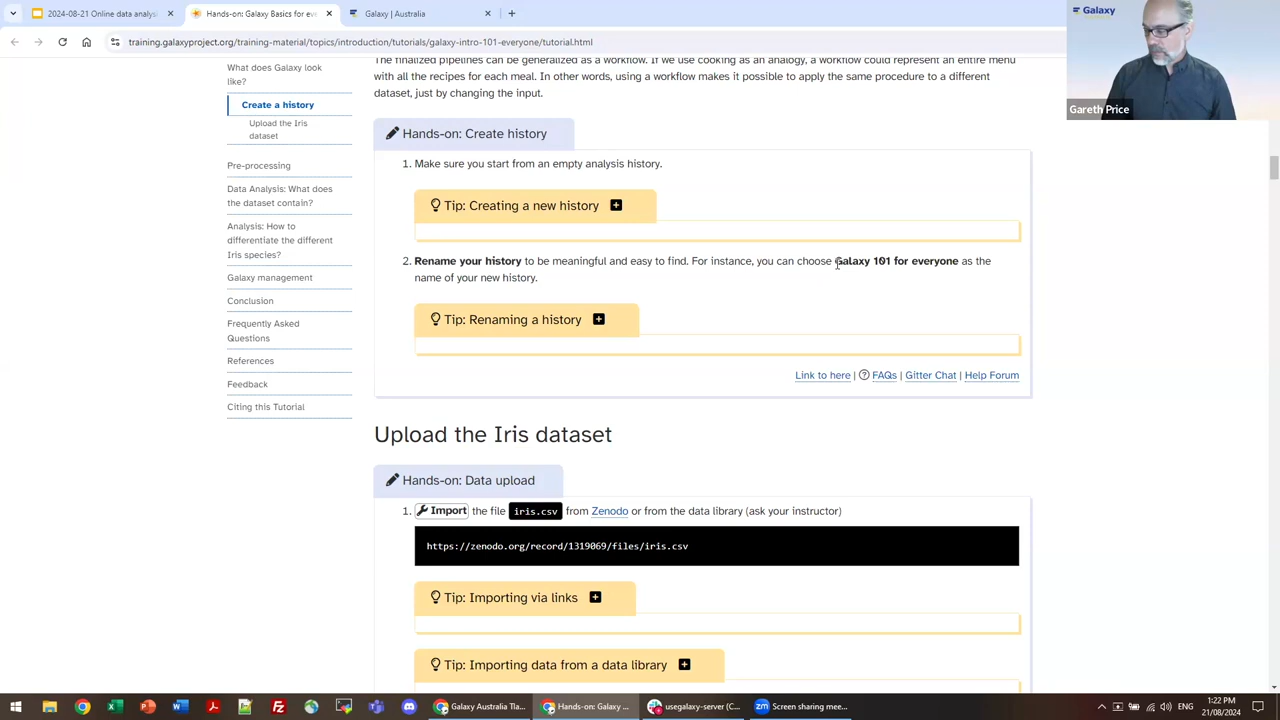 2024-08-21 Online data analysis
Hands-on: Galaxy Basics for ev
Galaxy | Australia
training.galaxyproject.org/training-material/topics/introduction/tutorials/galaxy-intro-101-everyone/tutorial.html
Galaxy
Gareth Price
What does Galaxy look
like?
Create a history
Upload the Iris
dataset
Pre-processing
Data Analysis: What does
the dataset contain?
Analysis: How to
differentiate the different
Iris species?
Galaxy management
Conclusion
Frequently Asked
Questions
References
Feedback
Citing this Tutorial
The finalized pipelines can be generalized as a workflow. If we use cooking as an analogy, a workflow could represent an entire menu
with all the recipes for each meal. In other words, using a workflow makes it possible to apply the same procedure to a different
dataset, just by changing the input.
Hands-on: Create history
1. Make sure you start from an empty analysis history.
Tip: Creating a new history
2. Rename your history to be meaningful and easy to find. For instance, you can choose Galaxy 101 for everyone as the
name of your new history.
Tip: Renaming a history
Link to here | FAQs | Gitter Chat | Help Forum
Upload the Iris dataset
Hands-on: Data upload
1. Import the file iris.csv from Zenodo or from the data library (ask your instructor)
https://zenodo.org/record/1319069/files/iris.csv
Tip: Importing via links
Tip: Importing data from a data library
Galaxy Australia Tla...
Hands-on: Galaxy ...
usegalaxy-server (C...
Screen sharing mee...
ENG
1:22 PM
21/08/2024